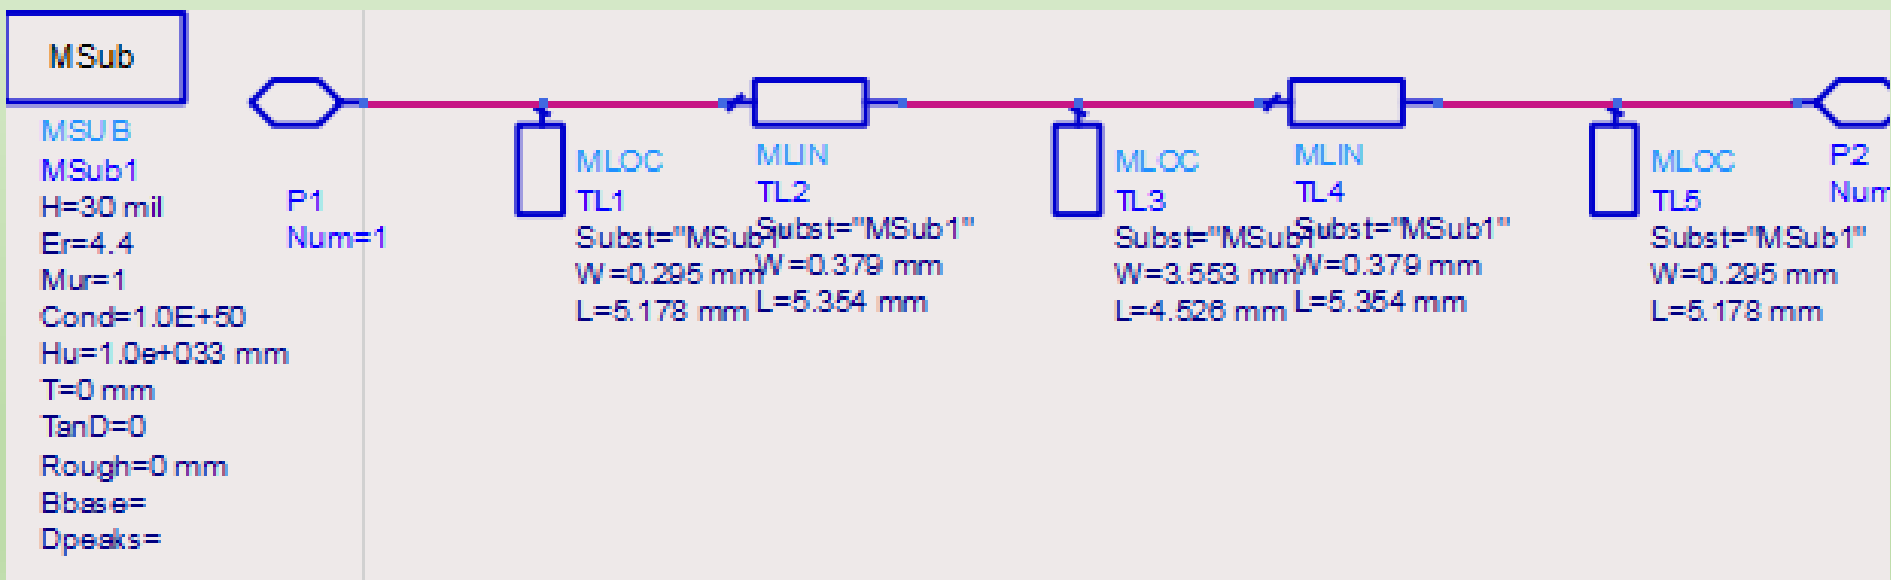 MSub
MSUB
MSub1
H=30 mil
Er=4.4
Mur=1
Cond=1.0E+50
Hu=1.0e+033 mm
T=0 mm
TanD=0
Rough=0 mm
Bbase=
Dpeaks=
P1
Num=1
MLOC
TL1
Subst="MSub1"
W=0.295 mm
L=5.178 mm
MLIN
TL2
Subst="MSub1"
W=0.379 mm
L=5.354 mm
MLOC
TL3
Subst="MSub1"
W=3.553 mm
L=4.526 mm
MLIN
TL4
Subst="MSub1"
W=0.379 mm
L=5.354 mm
MLOC
TL5
Subst="MSub1"
W=0.295 mm
L=5.178 mm
P2
Num